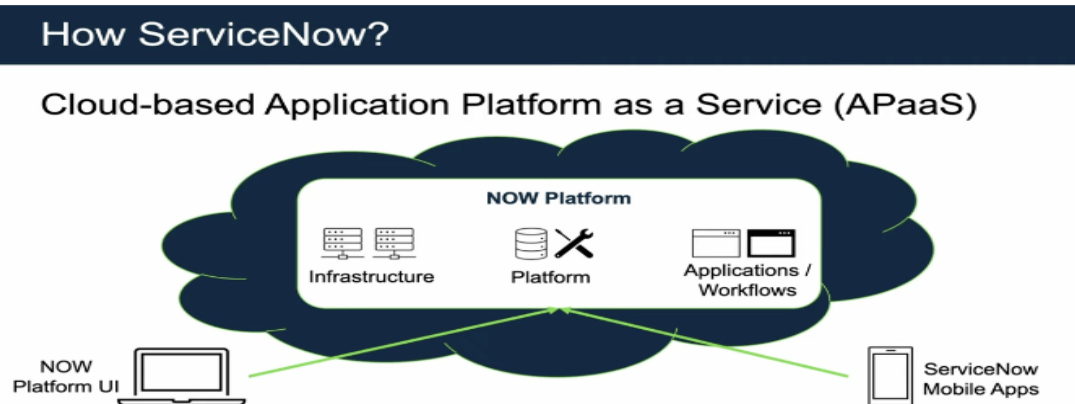 How ServiceNow?
Cloud-based Application Platform as a Service (APaaS)
NOW Platform
Infrastructure
Platform
Applications /
Workflows
NOW
Platform UI
ServiceNow
Mobile Apps